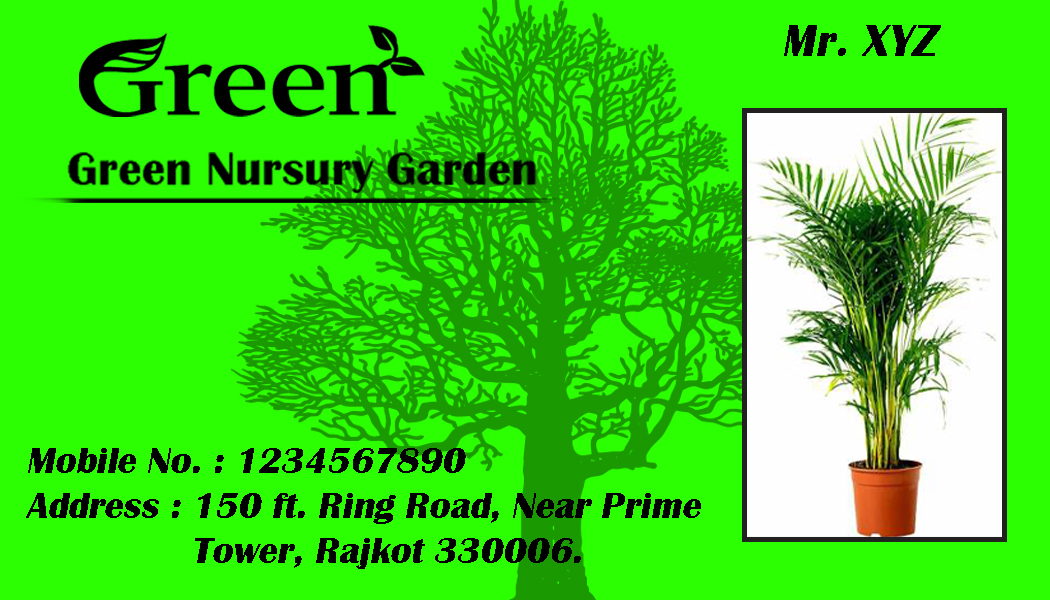 Green
Mr. XYZ
Green Nursury Garden
Mobile No. : 1234567890
Address : 150 ft. Ring Road, Near Prime
Tower, Rajkot 330006.